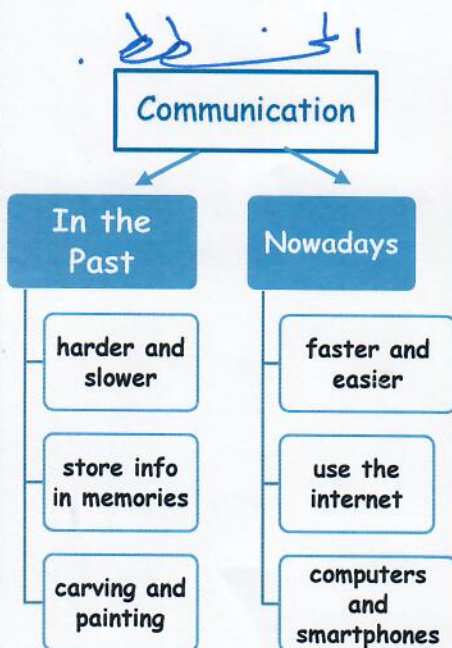 Communication
In the
Past
Nowadays
harder and
slower
faster and
easier
store info
in memories
use the
internet
carving and
painting
computers
and
smartphones